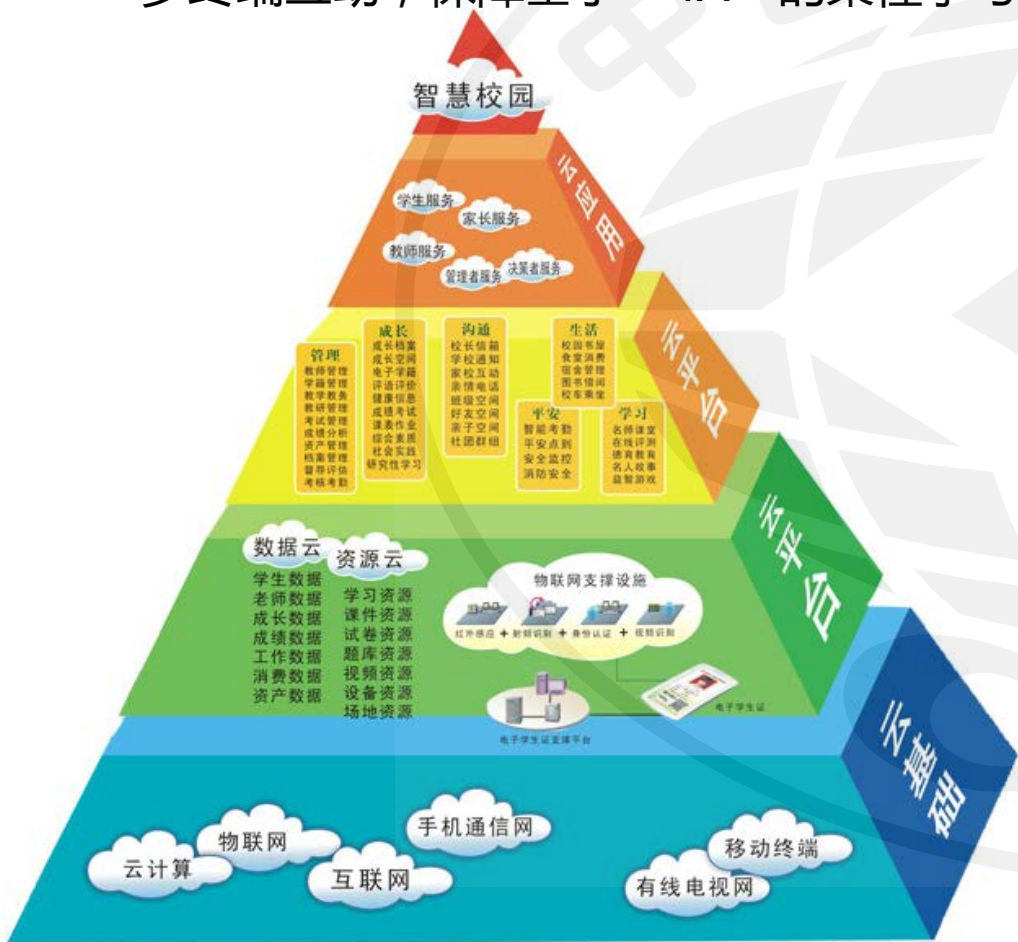 智慧校园
云应用
学生服务
家长服务
教师服务
管理者服务
决策者服务
云平台
管理
教师管理
学籍管理
教学教务
教研管理
考试管理
成绩分析
资产管理
档案管理
督导评估
考核考勤
成长
成长档案
成长空间
电子学籍
评语评价
健康信息
成绩考试
课表作业
综合素质
社会实践
研究性学习
沟通
校长信箱
学校通知
家校互动
亲情电话
班级空间
好友空间
亲子空间
社团群组
生活
校园书屋
食堂消费
宿舍管理
图书借阅
校车乘坐
平安
智能考勤
平安点到
安全监控
消防安全
学习
名师课堂
在线评测
德育教育
名人故事
益智游戏
云平台
数据云
学生数据
老师数据
成长数据
成绩数据
工作数据
消费数据
资产数据
资源云
学习资源
课件资源
试卷资源
题库资源
视频资源
设备资源
场地资源
物联网支撑设施
红外感应 + 射频识别 + 身份认证 + 视频识别
电子学生证
电子学生证支撑平台
云基础
手机通信网
物联网
云计算
互联网
移动终端
有线电视网